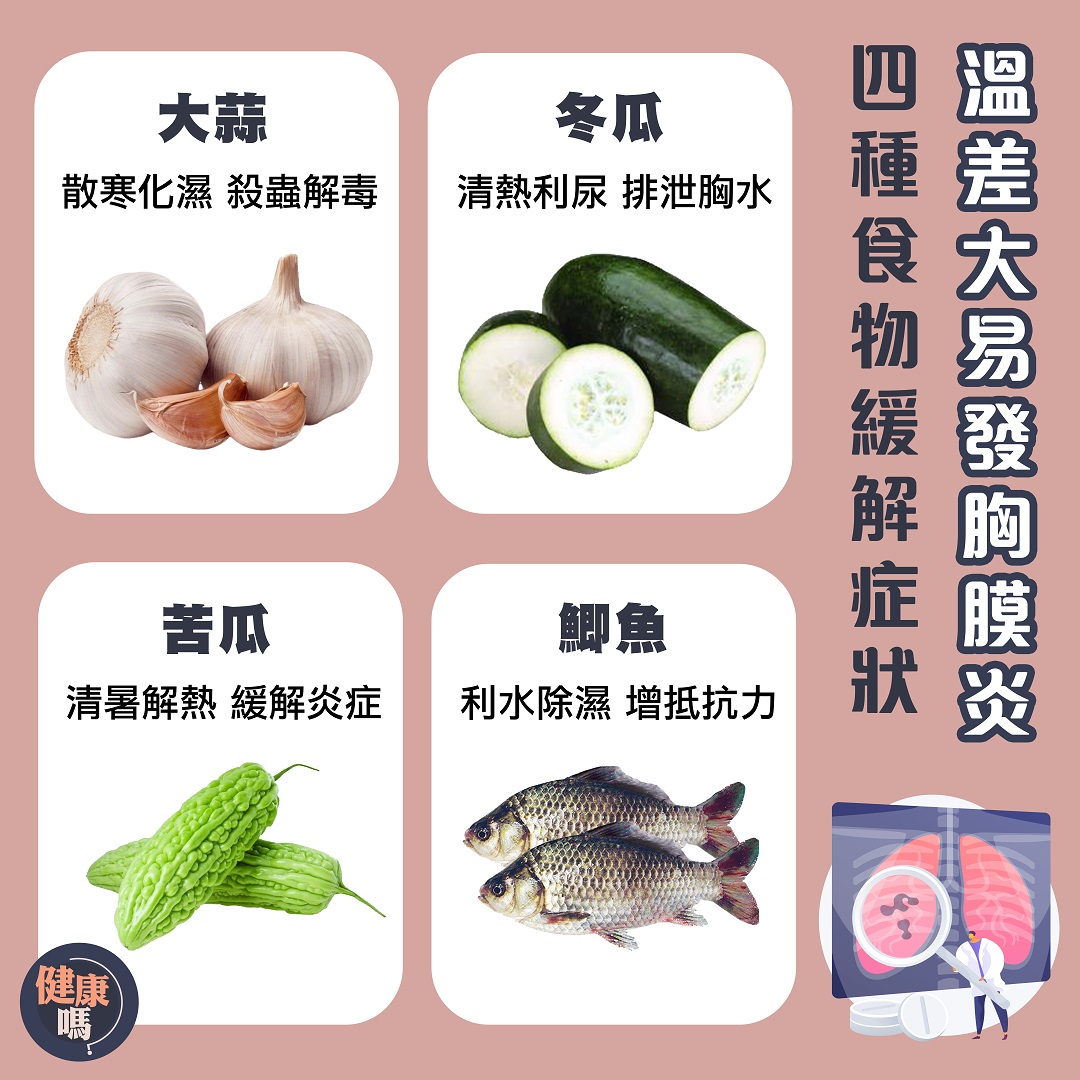 溫差大易發胸膜炎
四種食物緩解症狀
大蒜
散寒化濕 殺蟲解毒
冬瓜
清熱利尿 排泄胸水
苦瓜
清暑解熱 緩解炎症
鯽魚
利水除濕 增抵抗力
健康
嗎?